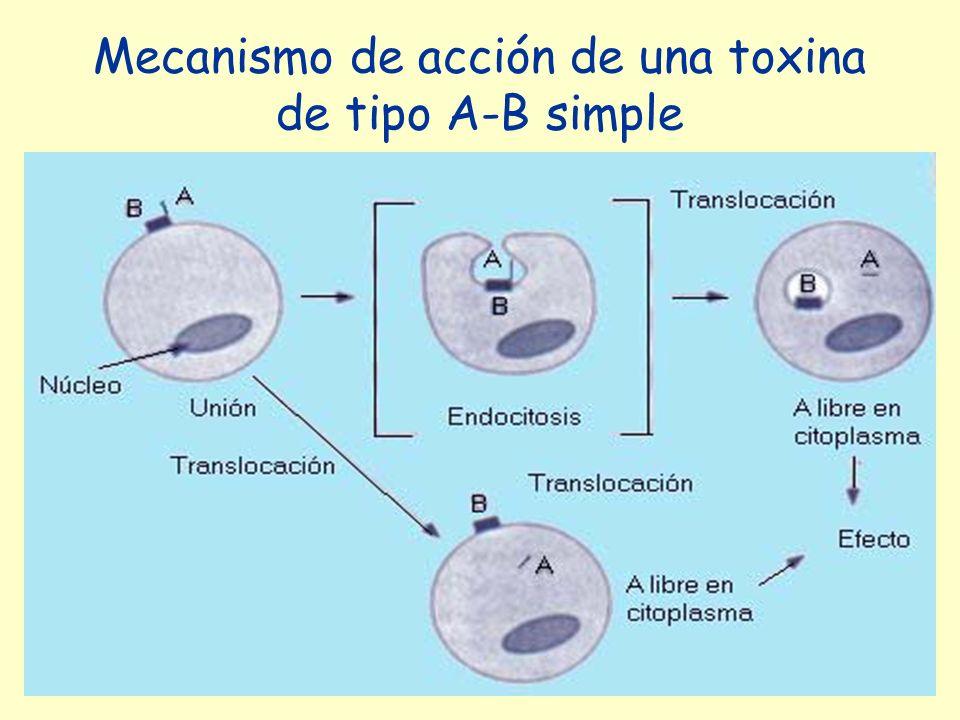 Mecanismo de acción de una toxina
de tipo A-B simple
B A
Translocación
A
B
A
B
Núcleo
Unión
Endocitosis
A libre en
citoplasma
Translocación
Translocación
B
A
Efecto
A libre en
citoplasma